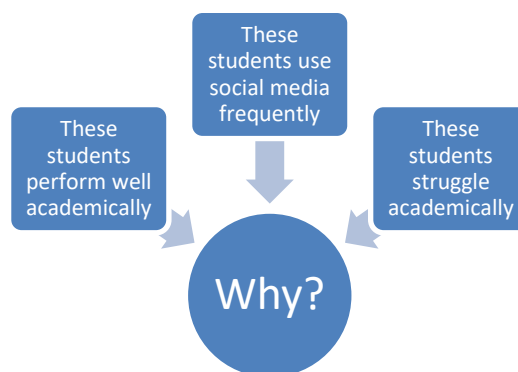 These
students use
social media
frequently
These
students
perform well
academically
These
students
struggle
academically
Why?